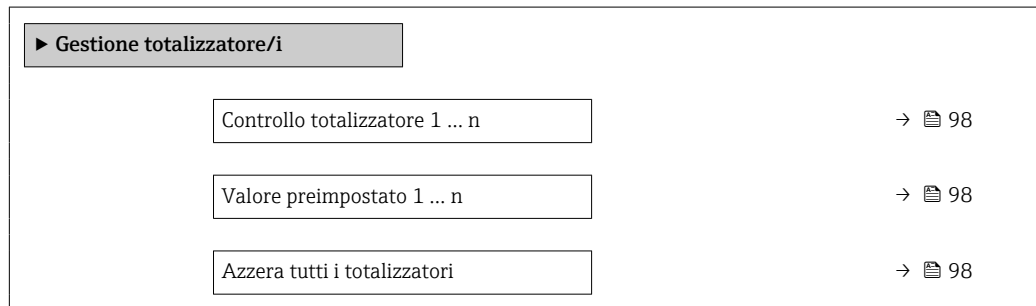 ▶ Gestione totalizzatore/i
Controllo totalizzatore 1 … n → 98
Valore preimpostato 1 … n → 98
Azzera tutti i totalizzatori → 98